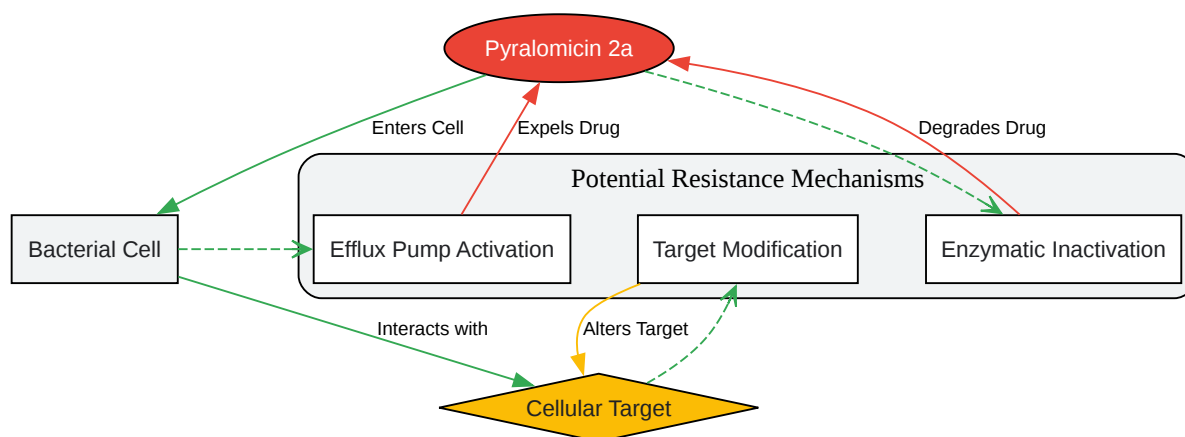 Pyralomicin 2a
Enters Cell
Expels Drug
Degrades Drug
Potential Resistance Mechanisms
Bacterial Cell
Efflux Pump Activation
Target Modification
Enzymatic Inactivation
Interacts with
Alters Target
Cellular Target